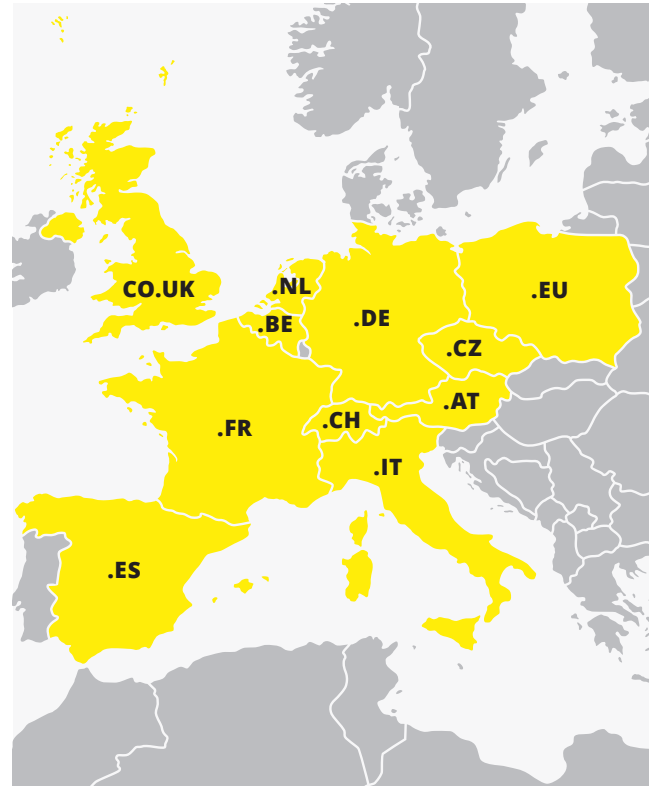 CO.UK
.NL
.EU
.BE
.DE
.CZ
.AT
.FR
.CH
.IT
.ES